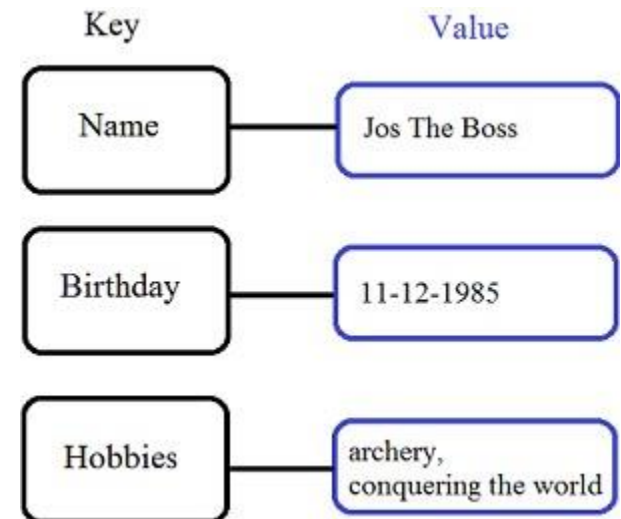 Key
Value
Name
Jos The Boss
Birthday
11-12-1985
Hobbies
archery,
conquering the world